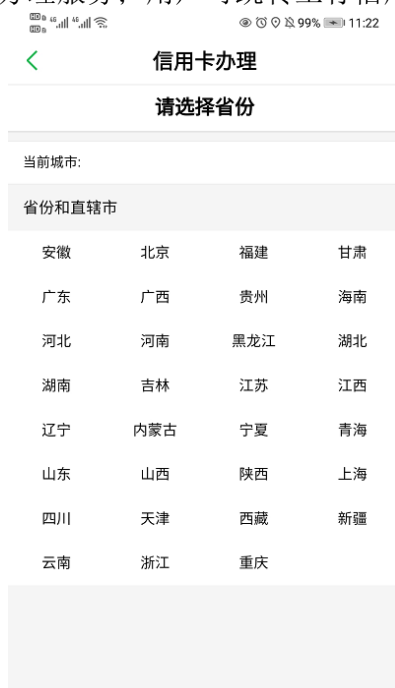 99% 11:22
信用卡办理
请选择省份
当前城市:
省份和直辖市
安徽 北京 福建 甘肃
广东 广西 贵州 海南
河北 河南 黑龙江 湖北
湖南 吉林 江苏 江西
辽宁 内蒙古 宁夏 青海
山东 山西 陕西 上海
四川 天津 西藏 新疆
云南 浙江 重庆